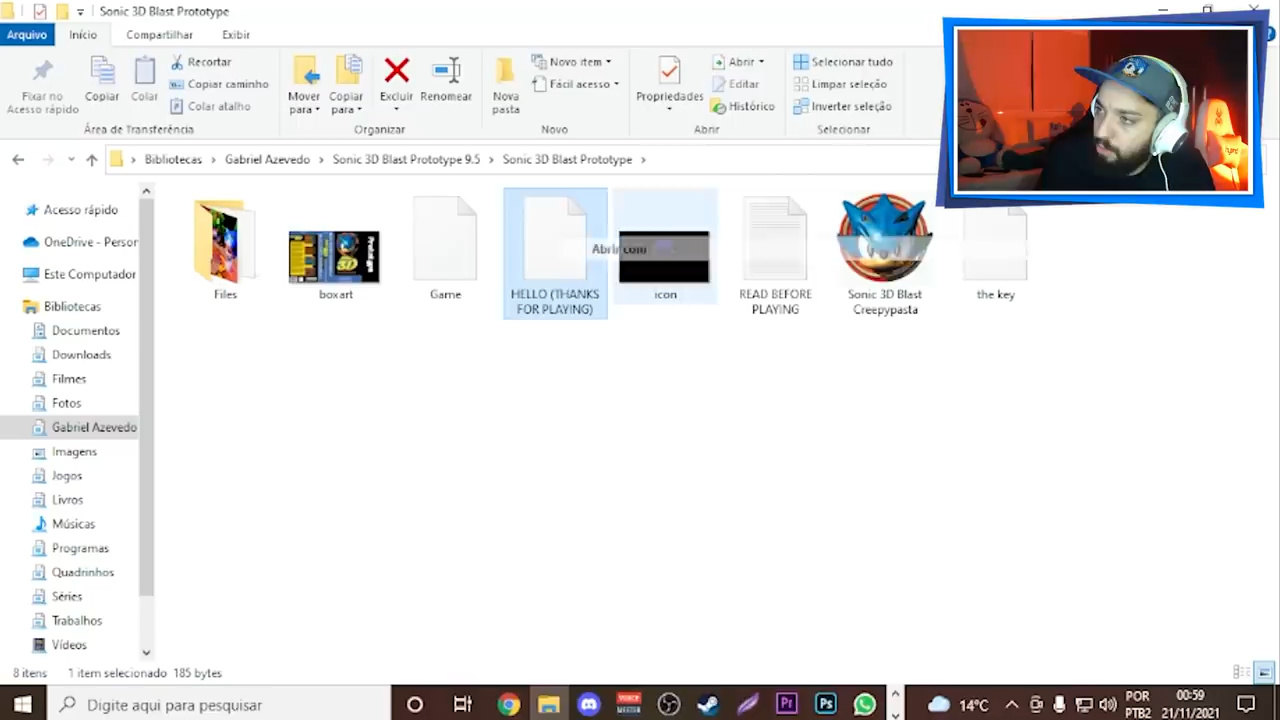 Sonic 3D Blast Prototype
Arquivo Início Compartilhar Exibir
Fixar no Acesso rápido
Copiar
Colar
Recortar
Copiar caminho
Colar atalho
Área de Transferência
Mover para
Copiar para
Excluir
Renomear
Organizar
Nova pasta
Novo item
Fácil acesso
Novo
Propriedades
Abrir
Editar
Histórico
Abrir
Selecionar tudo
Limpar seleção
Inverter seleção
Selecionar
Bibliotecas > Gabriel Azevedo > Sonic 3D Blast Prototype 9.5 > Sonic 3D Blast Prototype >
Acesso rápido
OneDrive - Person
Este Computador
Bibliotecas
Documentos
Downloads
Filmes
Fotos
Gabriel Azevedo
Imagens
Jogos
Livros
Músicas
Programas
Quadrinhos
Séries
Trabalhos
Vídeos
Files
boxart
Game
HELLO (THANKS
FOR PLAYING)
Abrir com
icon
READ BEFORE
PLAYING
Sonic 3D Blast
Creepypasta
the key
8 itens 1 item selecionado 185 bytes
Digite aqui para pesquisar
Pr
Ps
14°C
POR
PTB2
00:59
21/11/2021